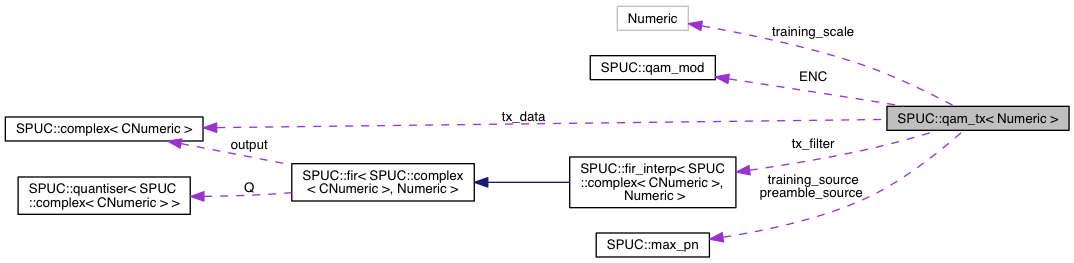 Numeric
training_scale
SPUC::qam_mod
ENC
SPUC::qam_tx< Numeric >
tx_data
SPUC::complex< CNumeric >
output
tx_filter
SPUC::fir< SPUC::complex
< CNumeric >, Numeric >
SPUC::fir_interp< SPUC
::complex< CNumeric >,
Numeric >
Q
SPUC::quantiser< SPUC
::complex< CNumeric > >
training_source
preamble_source
SPUC::max_pn